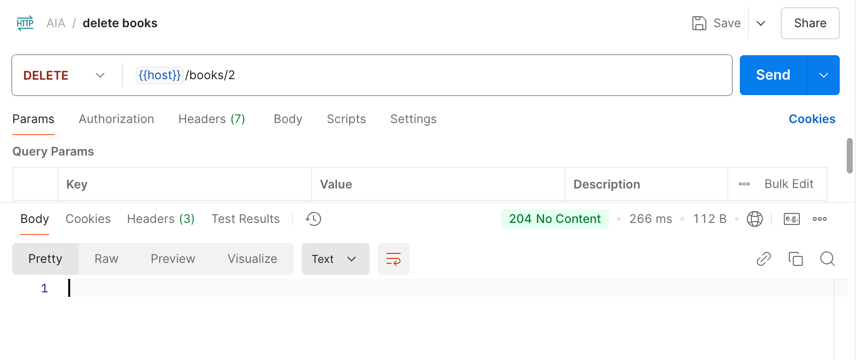 HTTP AIA / delete books Save Share
DELETE {{host}} /books/2 Send
Params Authorization Headers (7) Body Scripts Settings Cookies
Query Params
Key Value Description Bulk Edit
Body Cookies Headers (3) Test Results 204 No Content 266 ms 112 B e.g.
Pretty Raw Preview Visualize Text
1